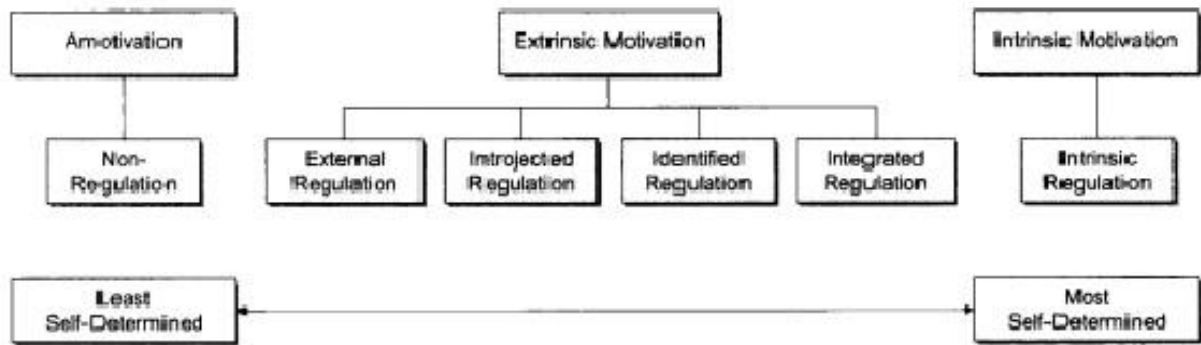 Amotivation
Extrinsic Motivation
Intrinsic Motivation
Non-
Regulation
External
Regulation
Introjected
Regulation
Identified
Regulation
Integrated
Regulation
Intrinsic
Regulation
Least
Self-Determined
Most
Self-Determined